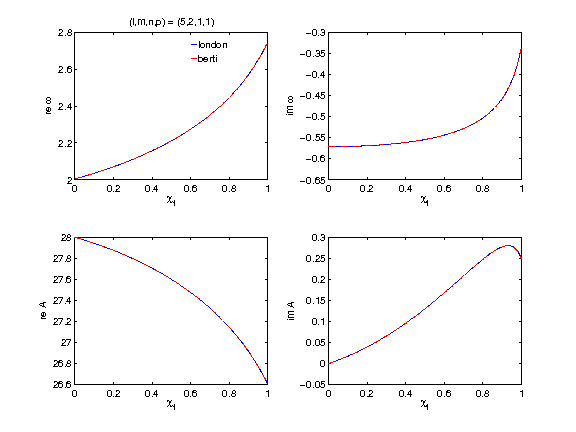 (l,m,n,p) = (5,2,1,1)
london
berti
2.8
2.6
2.4
2.2
2
re ω
0 0.2 0.4 0.6 0.8 1
χf
-0.3
-0.35
-0.4
-0.45
-0.5
-0.55
-0.6
-0.65
im ω
0 0.2 0.4 0.6 0.8 1
χf
28
27.8
27.6
27.4
27.2
27
26.8
26.6
re A
0 0.2 0.4 0.6 0.8 1
χf
0.3
0.25
0.2
0.15
0.1
0.05
0
-0.05
im A
0 0.2 0.4 0.6 0.8 1
χf